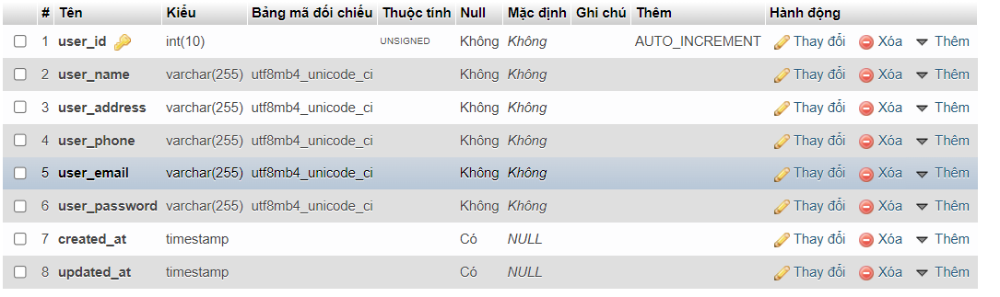 # Tên Kiểu Bảng mã đối chiếu Thuộc tính Null Mặc định Ghi chú Thêm Hành động
1 user_id int(10) UNSIGNED Không Không AUTO_INCREMENT Thay đổi Xóa Thêm
2 user_name varchar(255) utf8mb4_unicode_ci Không Không Thay đổi Xóa Thêm
3 user_address varchar(255) utf8mb4_unicode_ci Không Không Thay đổi Xóa Thêm
4 user_phone varchar(255) utf8mb4_unicode_ci Không Không Thay đổi Xóa Thêm
5 user_email varchar(255) utf8mb4_unicode_ci Không Không Thay đổi Xóa Thêm
6 user_password varchar(255) utf8mb4_unicode_ci Không Không Thay đổi Xóa Thêm
7 created_at timestamp Có NULL Thay đổi Xóa Thêm
8 updated_at timestamp Có NULL Thay đổi Xóa Thêm